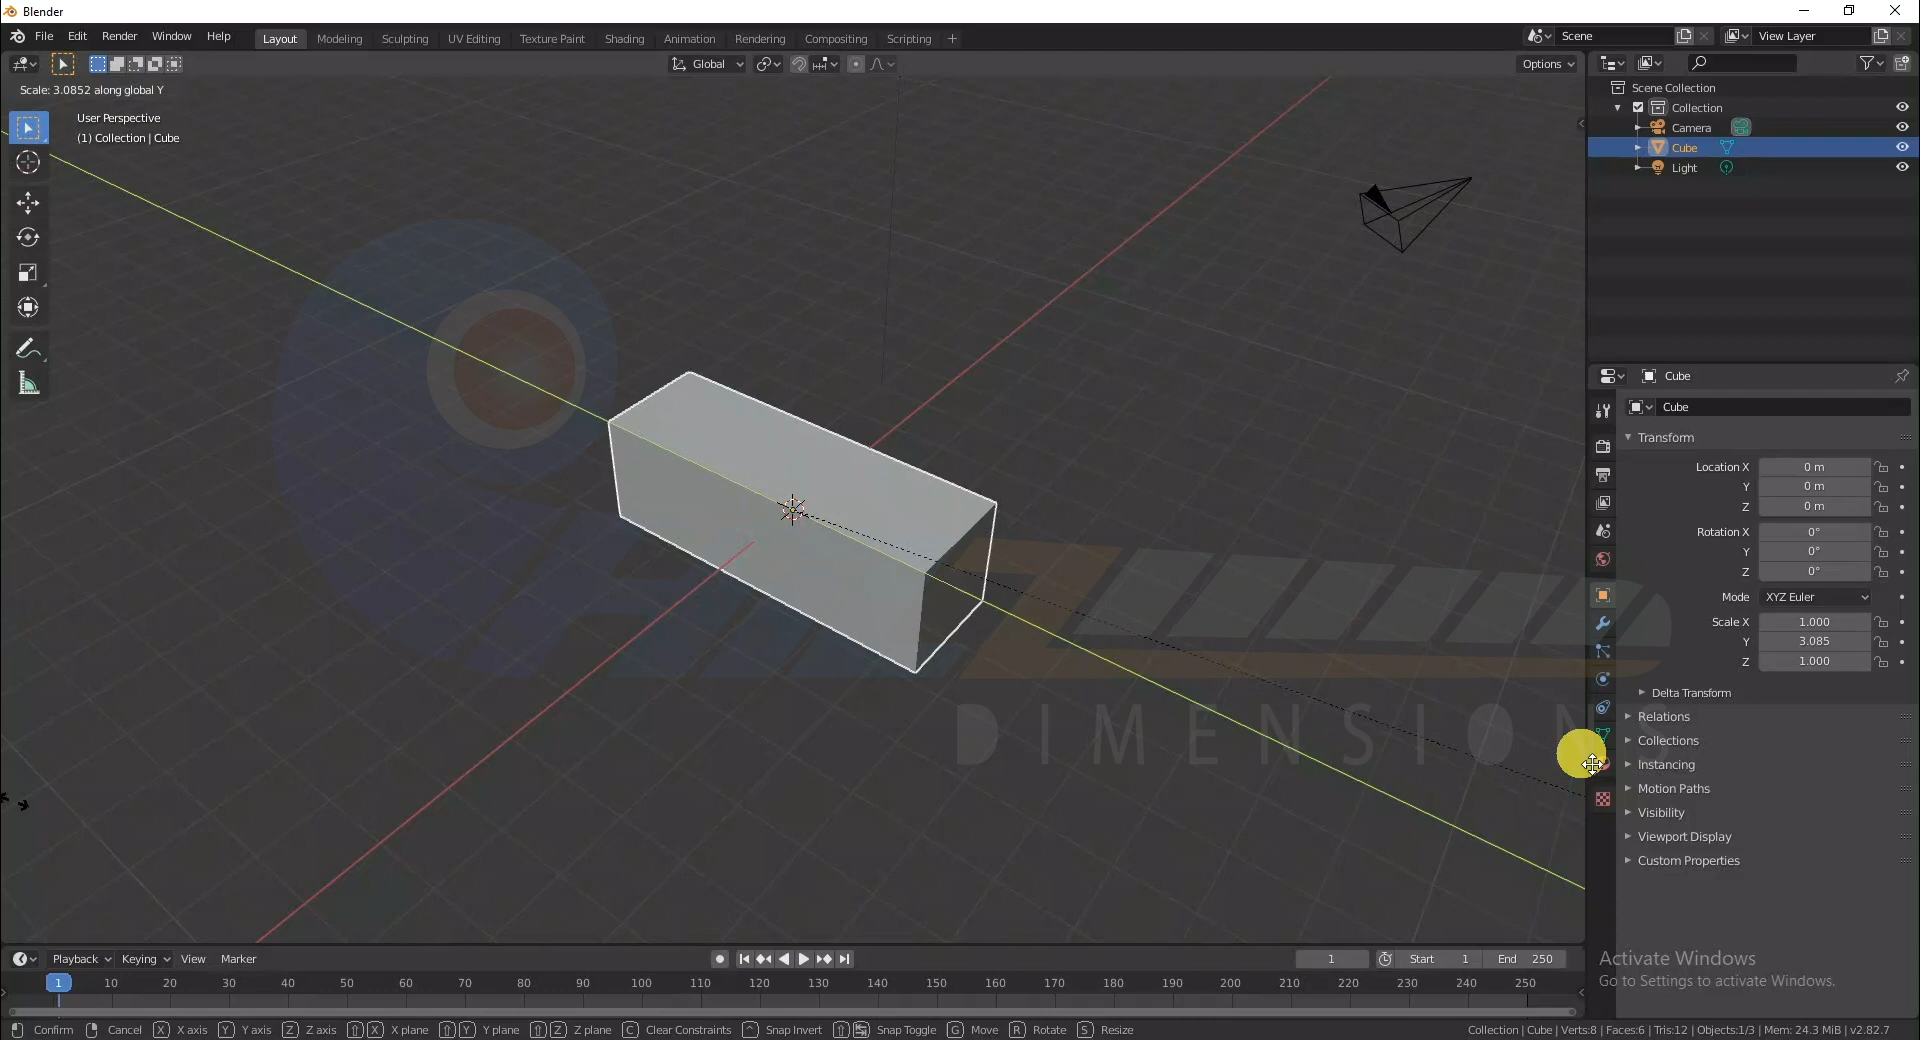 Blender
File Edit Render Window Help Layout Modeling Sculpting UV Editing Texture Paint Shading Animation Rendering Compositing Scripting + Scene View Layer
Global Options
Scale: 3.0852 along global Y
User Perspective
(1) Collection | Cube
Scene Collection
Collection
Camera
Cube
Light
Cube
Cube
Transform
Location X 0 m
Y 0 m
Z 0 m
Rotation X 0°
Y 0°
Z 0°
Mode XYZ Euler
Scale X 1.000
Y 3.085
Z 1.000
Delta Transform
Relations
Collections
Instancing
Motion Paths
Visibility
Viewport Display
Custom Properties
DIMENSIONS
Activate Windows
Go to Settings to activate Windows.
Playback Keying View Marker 1 Start 1 End 250
1 10 20 30 40 50 60 70 80 90 100 110 120 130 140 150 160 170 180 190 200 210 220 230 240 250
Confirm Cancel X X axis Y Y axis Z Z axis X X plane Y Y plane Z Z plane C Clear Constraints ^ Snap Invert Snap Toggle G Move R Rotate S Resize Collection | Cube | Verts:8 | Faces:6 | Tris:12 | Objects:1/3 | Mem: 24.3 MiB | v2.82.7